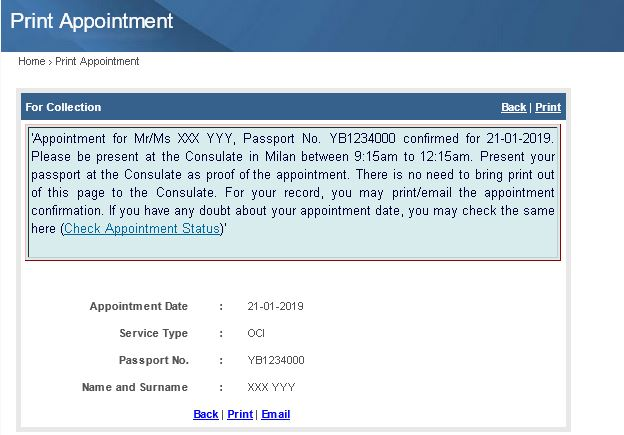 Print Appointment
Home › Print Appointment
For Collection Back | Print
'Appointment for Mr/Ms XXX YYY, Passport No. YB1234000 confirmed for 21-01-2019.
Please be present at the Consulate in Milan between 9:15am to 12:15am. Present your
passport at the Consulate as proof of the appointment. There is no need to bring print out
of this page to the Consulate. For your record, you may print/email the appointment
confirmation. If you have any doubt about your appointment date, you may check the same
here (Check Appointment Status)'
Appointment Date : 21-01-2019
Service Type : OCI
Passport No. : YB1234000
Name and Surname : XXX YYY
Back | Print | Email